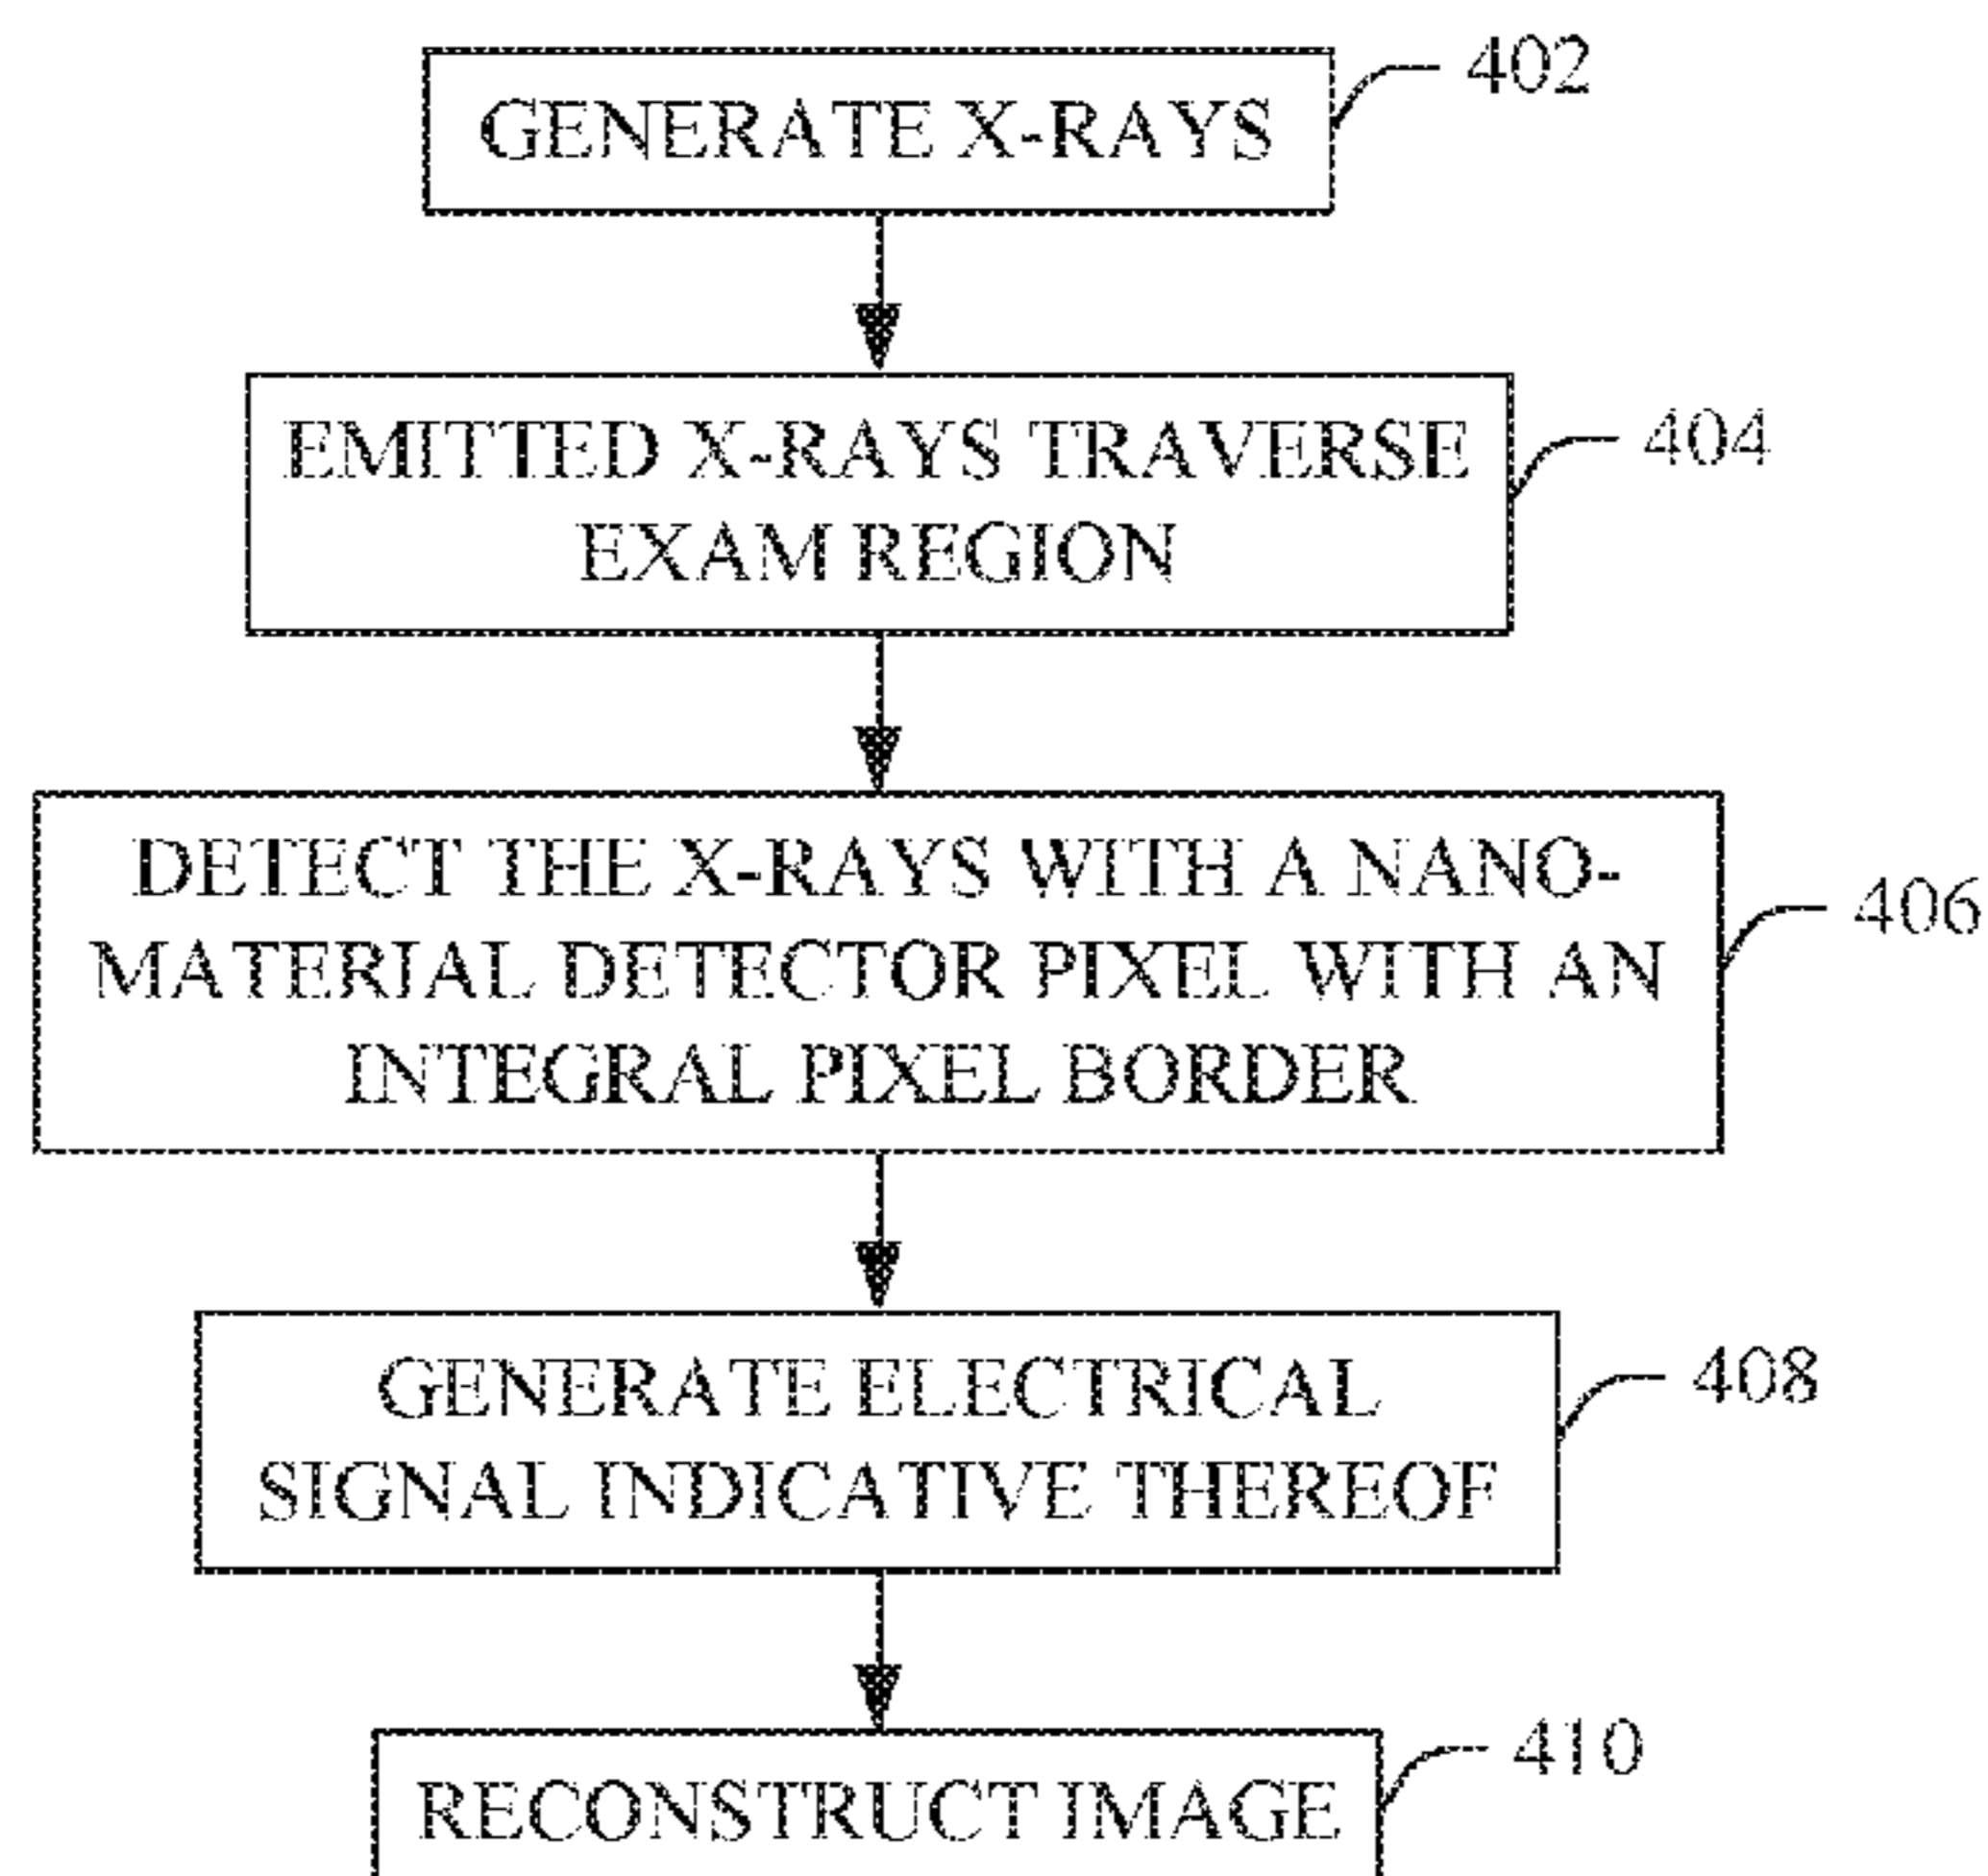 GENERATE X-RAYS
402
EMITTED X-RAYS TRAVERSE
EXAM REGION
404
DETECT THE X-RAYS WITH A NANO-
MATERIAL DETECTOR PIXEL WITH AN
INTEGRAL PIXEL BORDER
406
GENERATE ELECTRICAL
SIGNAL INDICATIVE THEREOF
408
RECONSTRUCT IMAGE
410